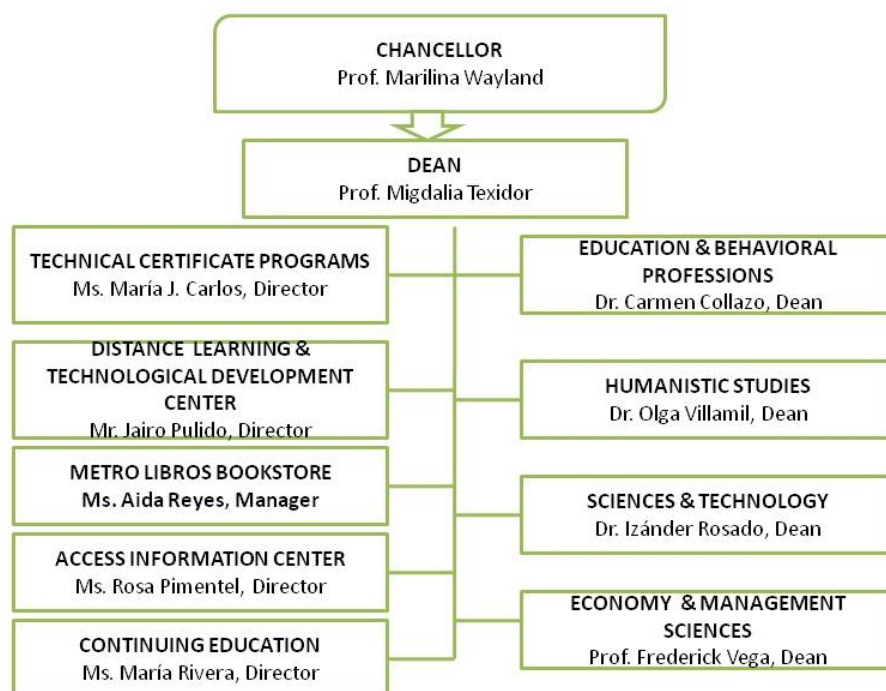 CHANCELLOR
Prof. Marilina Wayland
DEAN
Prof. Migdalia Texidor
TECHNICAL CERTIFICATE PROGRAMS
Ms. María J. Carlos, Director
DISTANCE LEARNING &
TECHNOLOGICAL DEVELOPMENT
CENTER
Mr. Jairo Pulido, Director
METRO LIBROS BOOKSTORE
Ms. Aida Reyes, Manager
ACCESS INFORMATION CENTER
Ms. Rosa Pimentel, Director
CONTINUING EDUCATION
Ms. María Rivera, Director
EDUCATION & BEHAVIORAL
PROFESSIONS
Dr. Carmen Collazo, Dean
HUMANISTIC STUDIES
Dr. Olga Villamil, Dean
SCIENCES & TECHNOLOGY
Dr. Izánder Rosado, Dean
ECONOMY & MANAGEMENT
SCIENCES
Prof. Frederick Vega, Dean